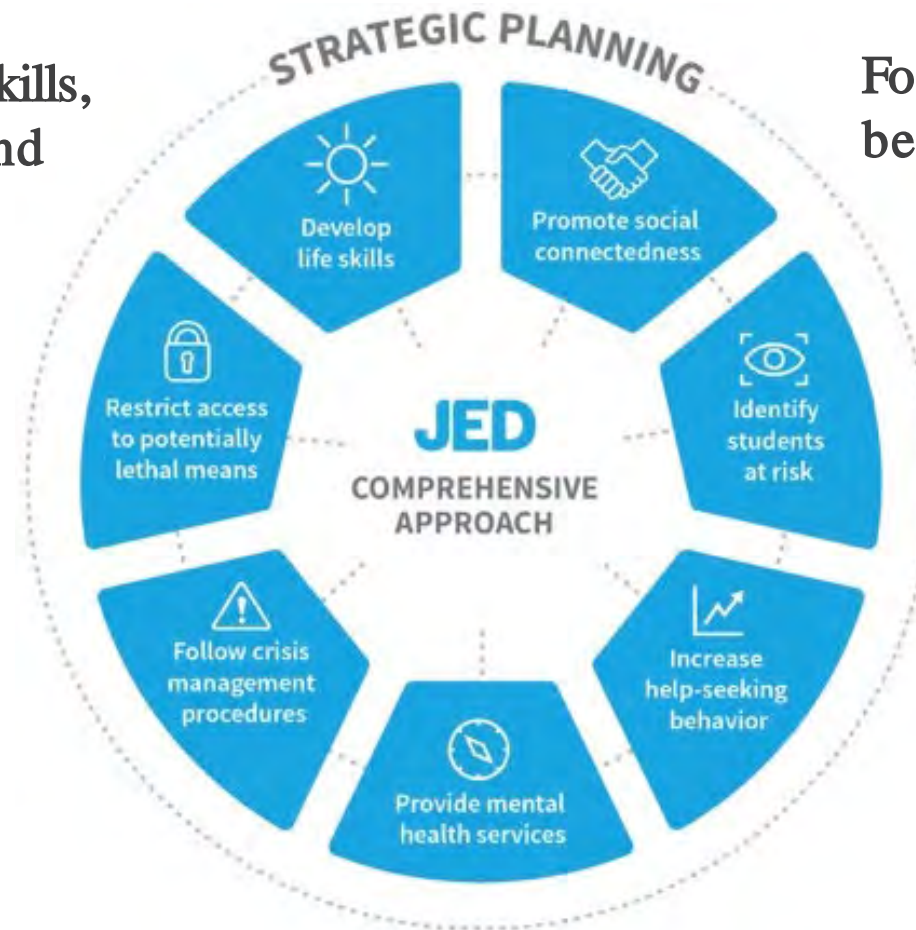 STRATEGIC PLANNING
kills,
nd
Fo
be
Develop
life skills
Promote social
connectedness
Identify
students
at risk
Increase
help-seeking
behavior
Provide mental
health services
Follow crisis
management
procedures
Restrict access
to potentially
lethal means
JED
COMPREHENSIVE
APPROACH